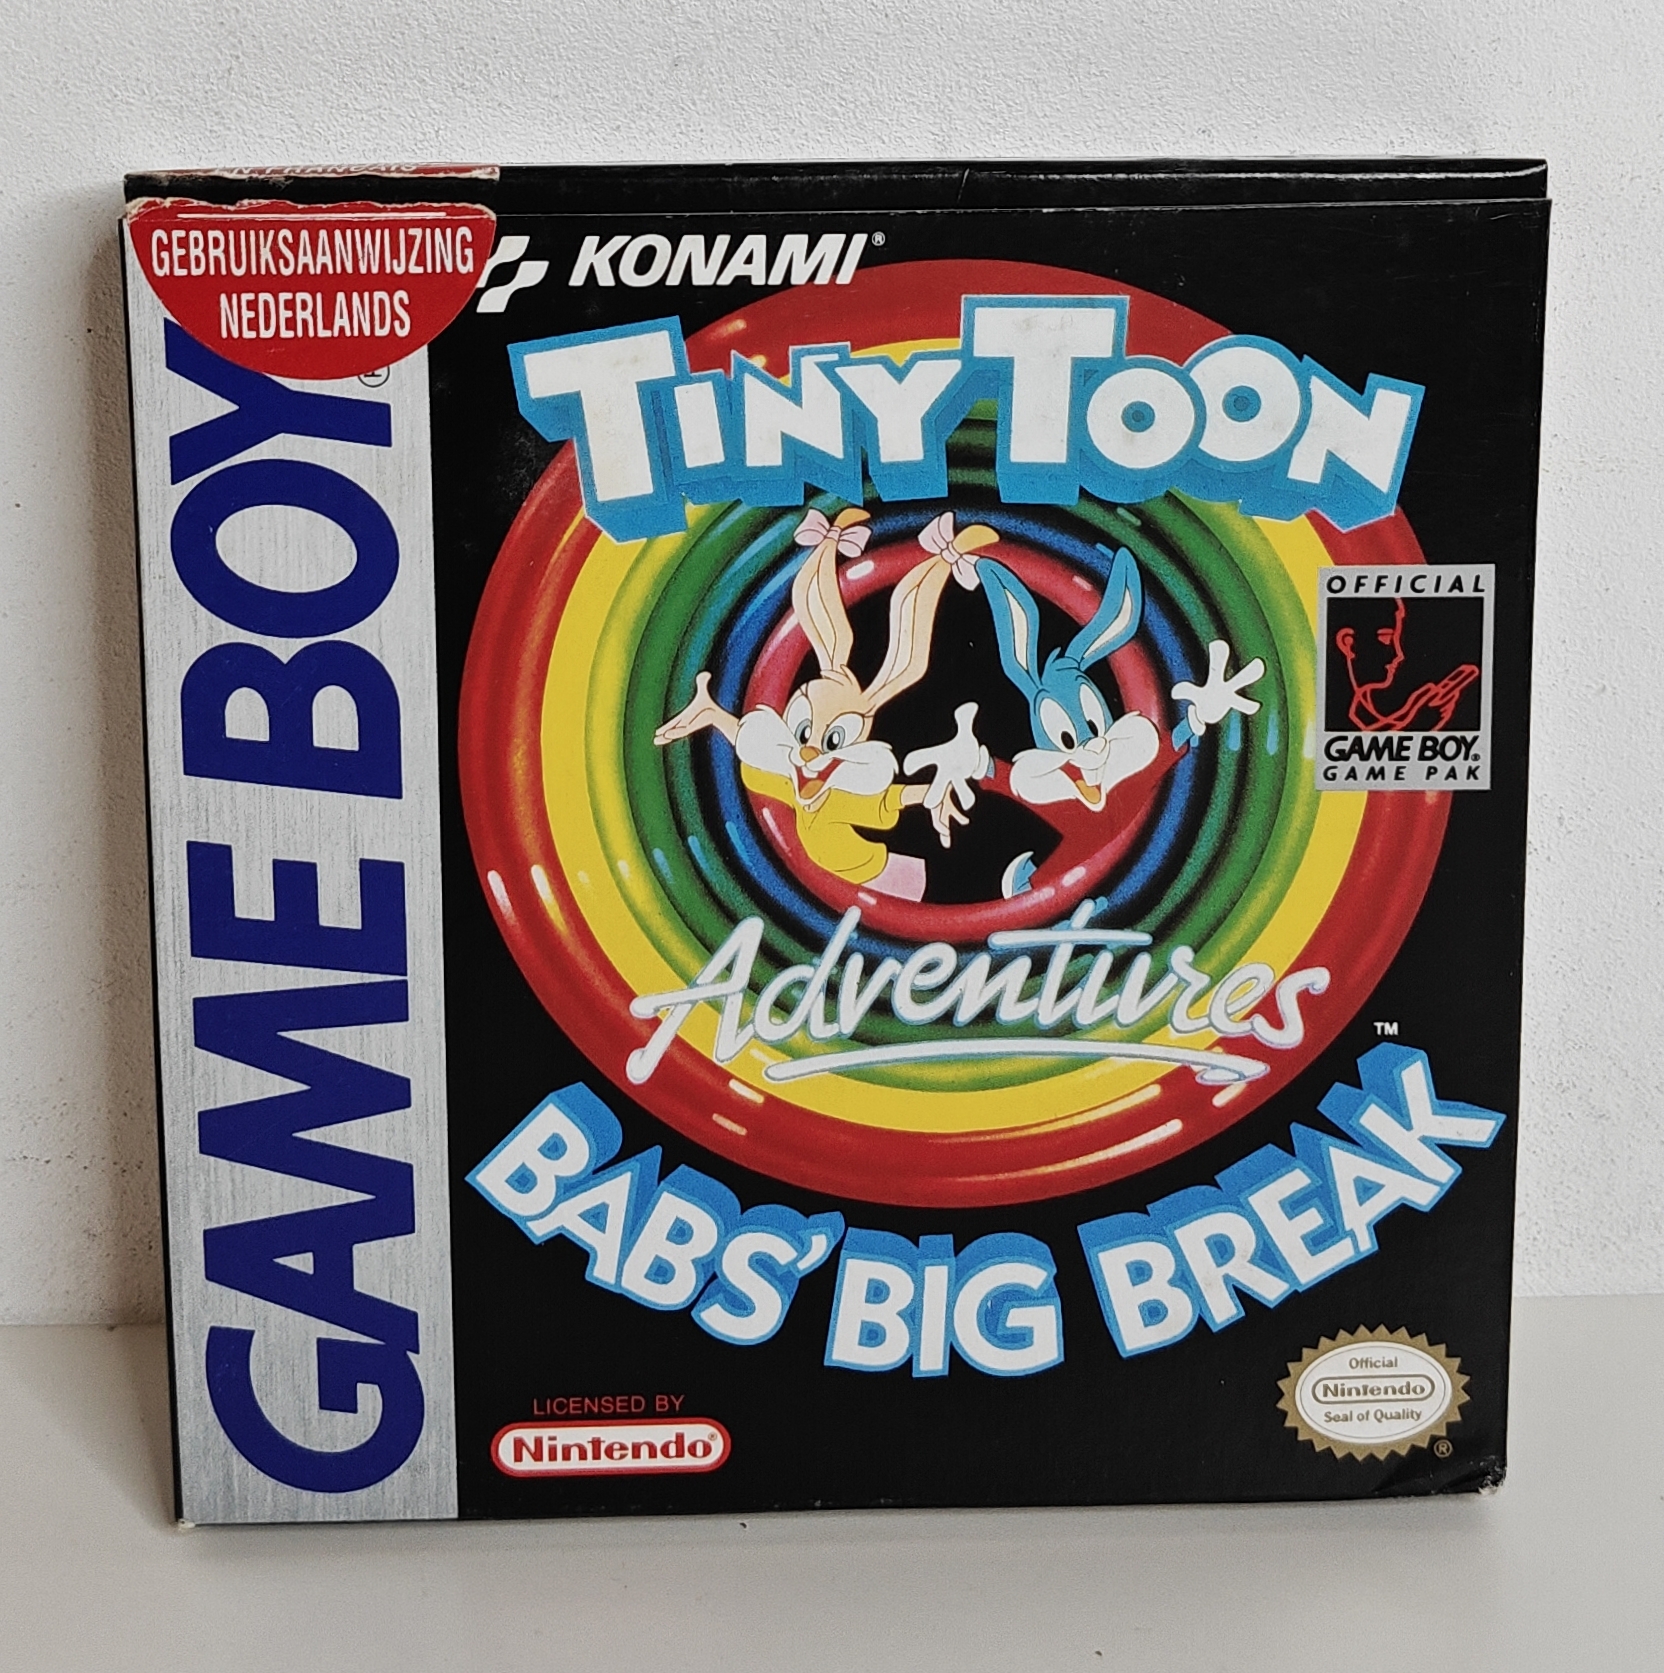 GEBRUIKSAANWIJZING
NEDERLANDS
KONAMI®
GAME BOY
TINY TOON
Adventures
BABS' BIG BREAK
™
OFFICIAL
GAME BOY®
GAME PAK
LICENSED BY
Nintendo®
Official
Nintendo
Seal of Quality
®